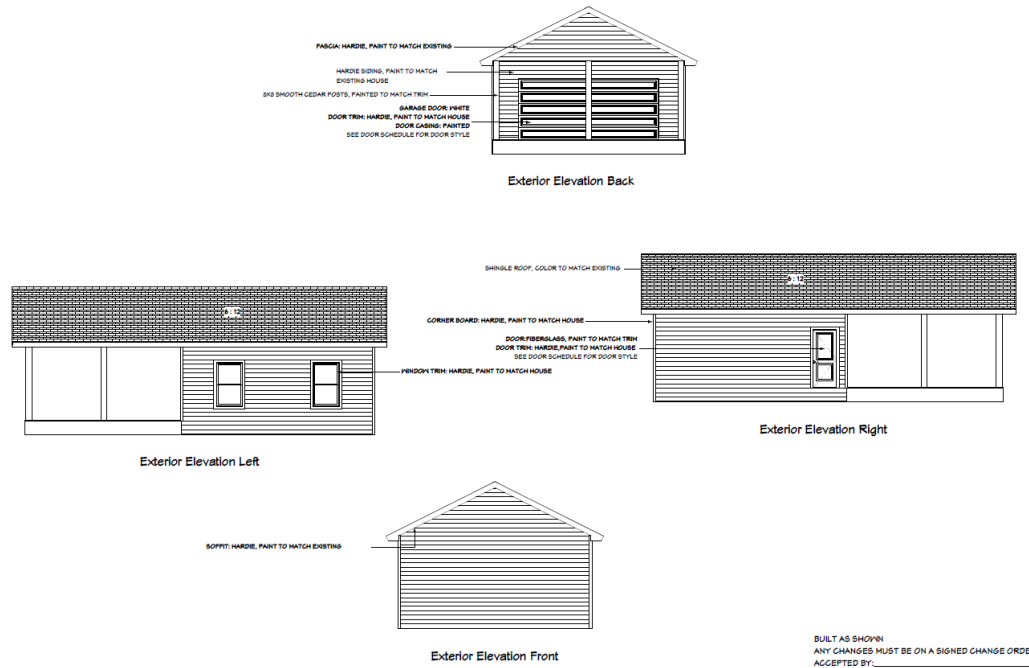 FASCIA: HARDIE, PAINT TO MATCH EXISTING
HARDIE SIDING, PAINT TO MATCH
EXISTING HOUSE
8X8 SMOOTH CEDAR POSTS, PAINTED TO MATCH TRIM
GARAGE DOOR: WHITE
DOOR TRIM: HARDIE, PAINT TO MATCH HOUSE
DOOR CASING: PAINTED
SEE DOOR SCHEDULE FOR DOOR STYLE
Exterior Elevation Back
6 : 12
WINDOW TRIM: HARDIE, PAINT TO MATCH HOUSE
Exterior Elevation Left
SHINGLE ROOF, COLOR TO MATCH EXISTING
6 : 12
CORNER BOARD: HARDIE, PAINT TO MATCH HOUSE
DOOR:FIBERGLASS, PAINT TO MATCH TRIM
DOOR TRIM: HARDIE,PAINT TO MATCH HOUSE
SEE DOOR SCHEDULE FOR DOOR STYLE
Exterior Elevation Right
SOFFIT: HARDIE, PAINT TO MATCH EXISTING
Exterior Elevation Front
BUILT AS SHOWN
ANY CHANGES MUST BE ON A SIGNED CHANGE ORDE
ACCEPTED BY: